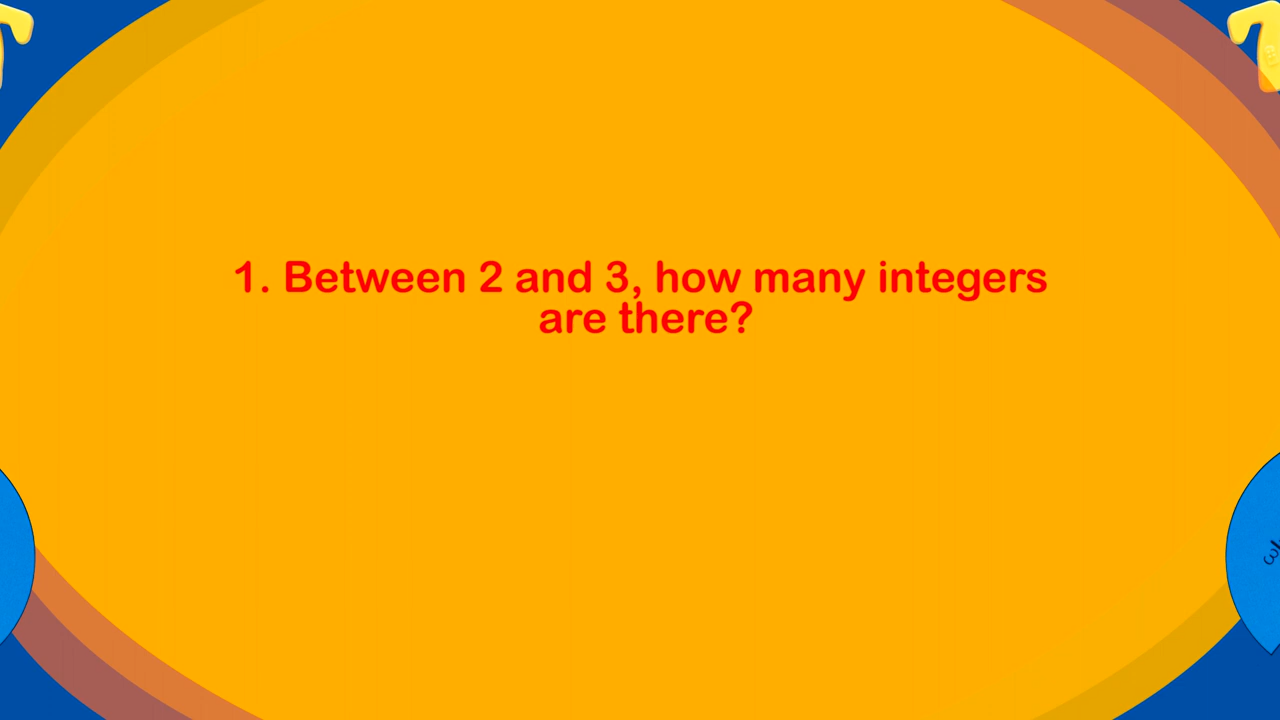 1. Between 2 and 3, how many integers
are there?